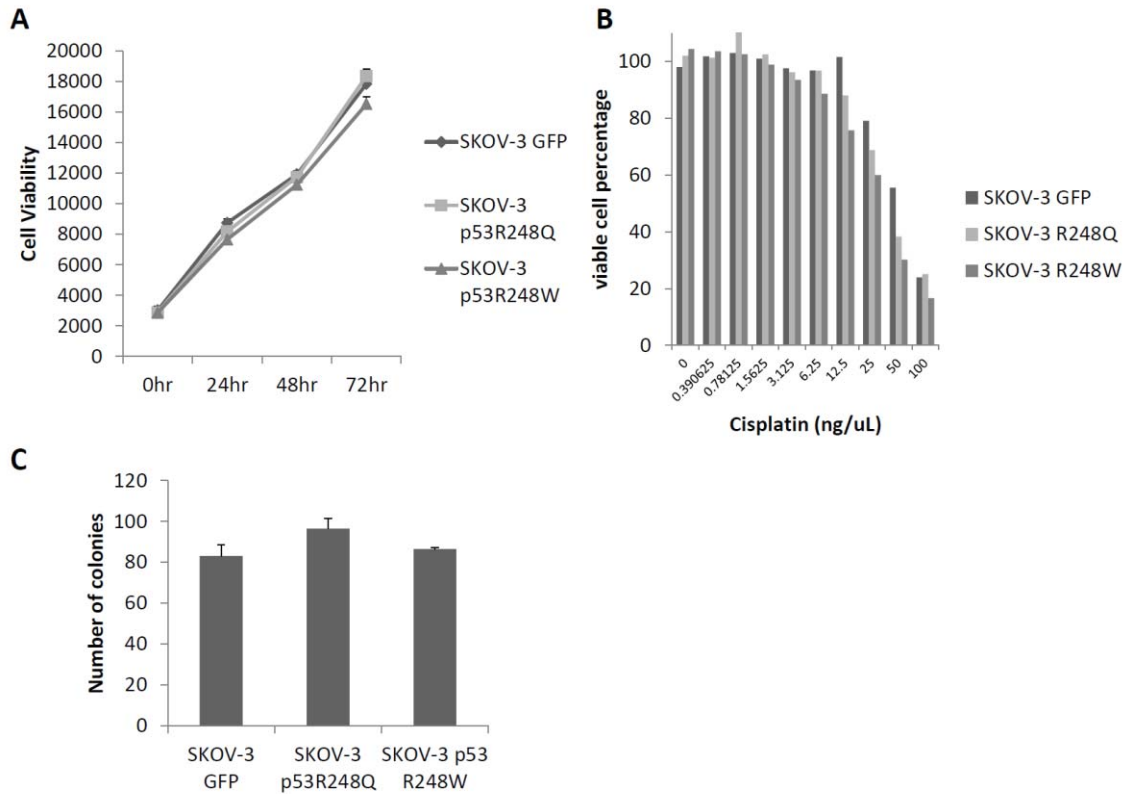 A
20000
18000
16000
14000
12000
10000
8000
6000
4000
2000
0
Cell Viability
0hr 24hr 48hr 72hr
SKOV-3 GFP
SKOV-3
p53R248Q
SKOV-3
p53R248W
B
100
80
60
40
20
0
viable cell percentage
0 0.390625 0.78125 1.5625 3.125 6.25 12.5 25 50 100
Cisplatin (ng/uL)
SKOV-3 GFP
SKOV-3 R248Q
SKOV-3 R248W
C
120
100
80
60
40
20
0
Number of colonies
SKOV-3
GFP
SKOV-3
p53R248Q
SKOV-3 p53
R248W